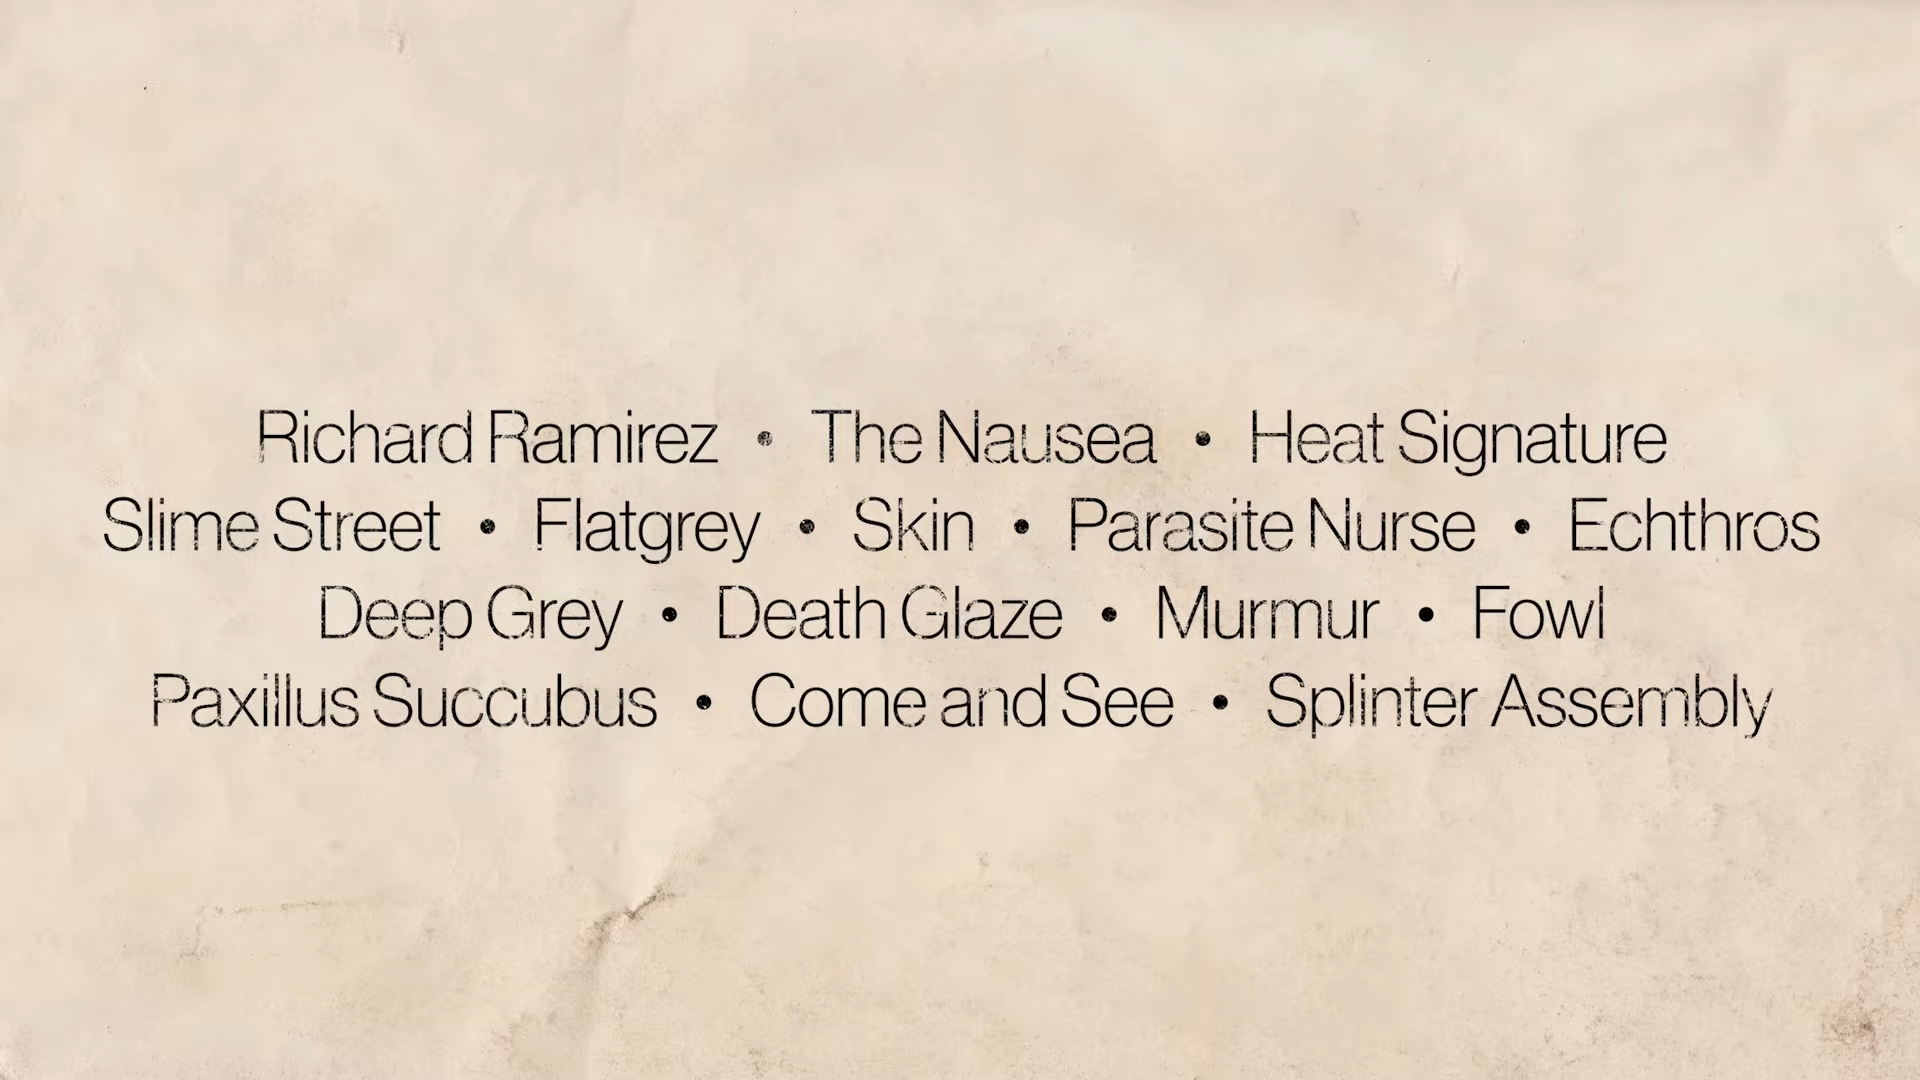 Richard Ramirez • The Nausea • Heat Signature
Slime Street • Flatgrey • Skin • Parasite Nurse • Echthros
Deep Grey • Death Glaze • Murmur • Fowl
Paxillus Succubus • Come and See • Splinter Assembly